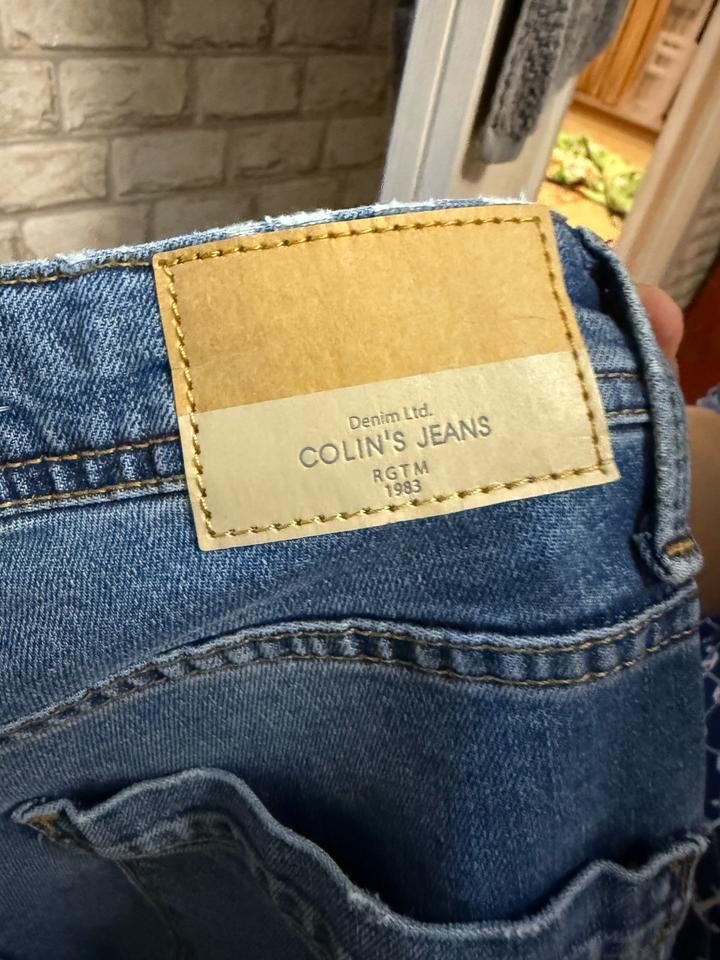 Denim Ltd.
COLIN'S JEANS
RGTM
1983